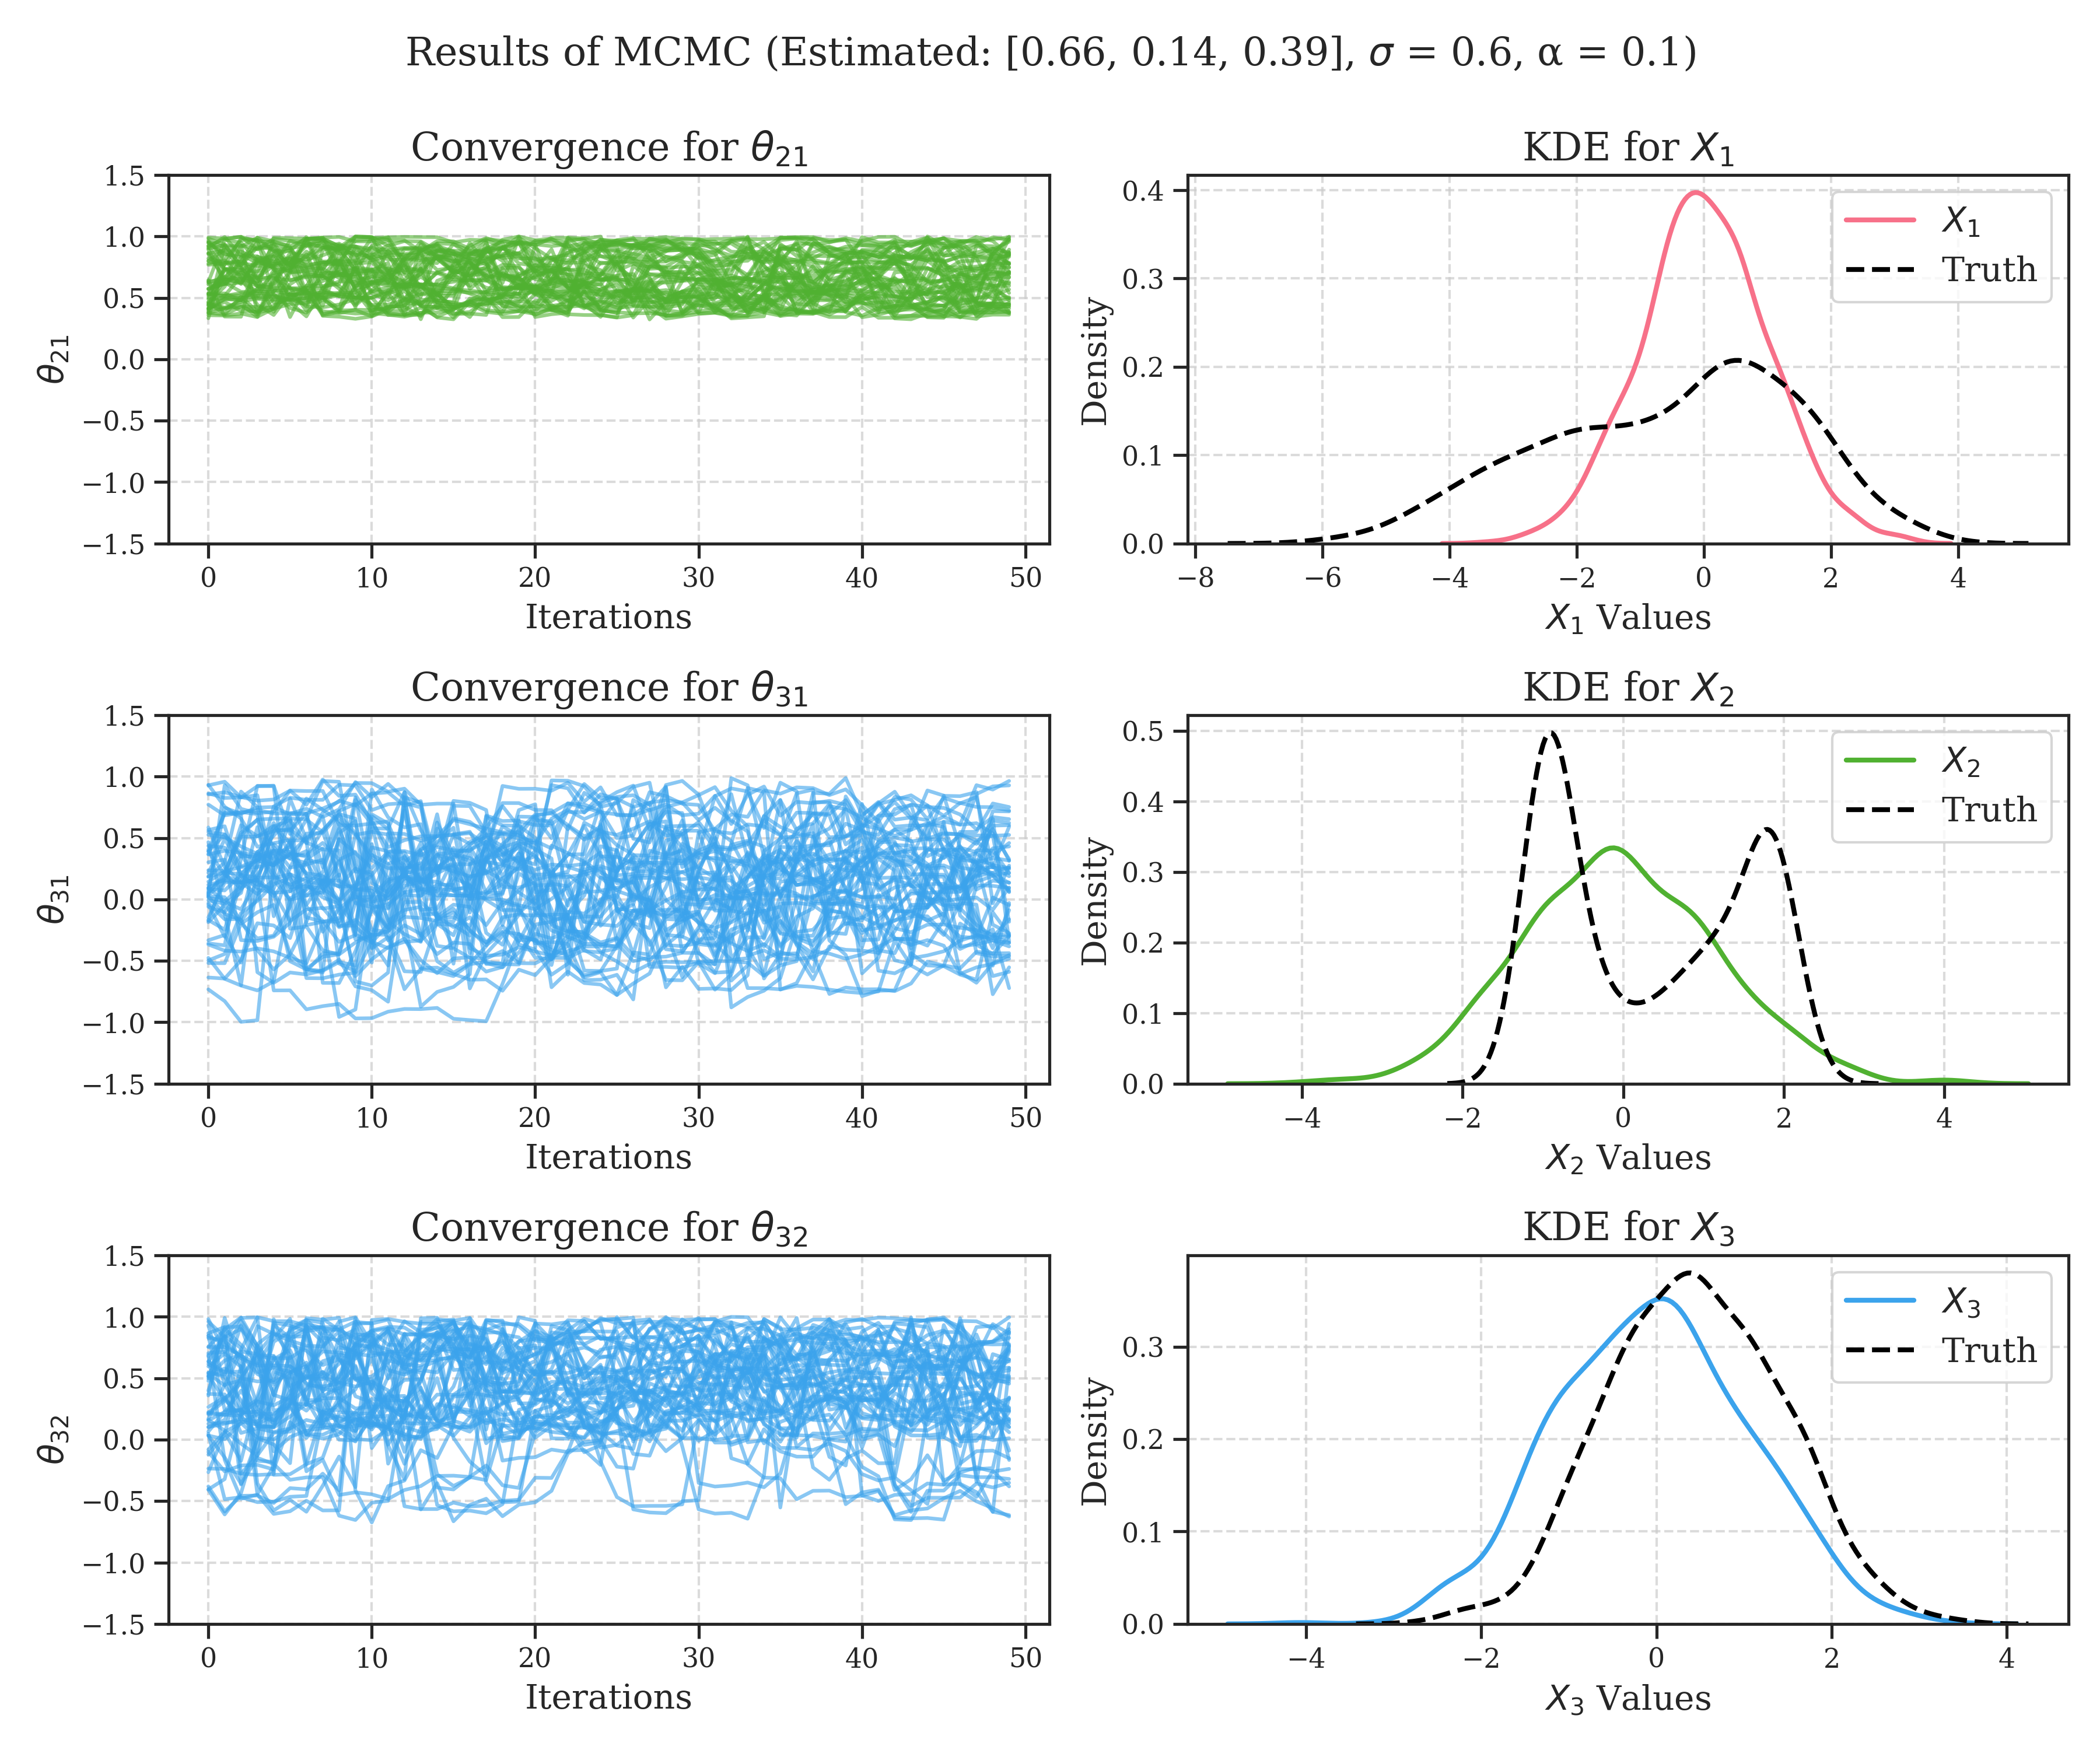 Results of MCMC (Estimated: [0.66, 0.14, 0.39], σ = 0.6, α = 0.1)
Convergence for θ21
1.5
1.0
0.5
0.0
−0.5
−1.0
−1.5
θ21
0 10 20 30 40 50
Iterations
KDE for X1
0.4
0.3
0.2
0.1
0.0
Density
X1
Truth
−8 −6 −4 −2 0 2 4
X1 Values
Convergence for θ31
1.5
1.0
0.5
0.0
−0.5
−1.0
−1.5
θ31
0 10 20 30 40 50
Iterations
KDE for X2
0.5
0.4
0.3
0.2
0.1
0.0
Density
X2
Truth
−4 −2 0 2 4
X2 Values
Convergence for θ32
1.5
1.0
0.5
0.0
−0.5
−1.0
−1.5
θ32
0 10 20 30 40 50
Iterations
KDE for X3
0.3
0.2
0.1
0.0
Density
X3
Truth
−4 −2 0 2 4
X3 Values